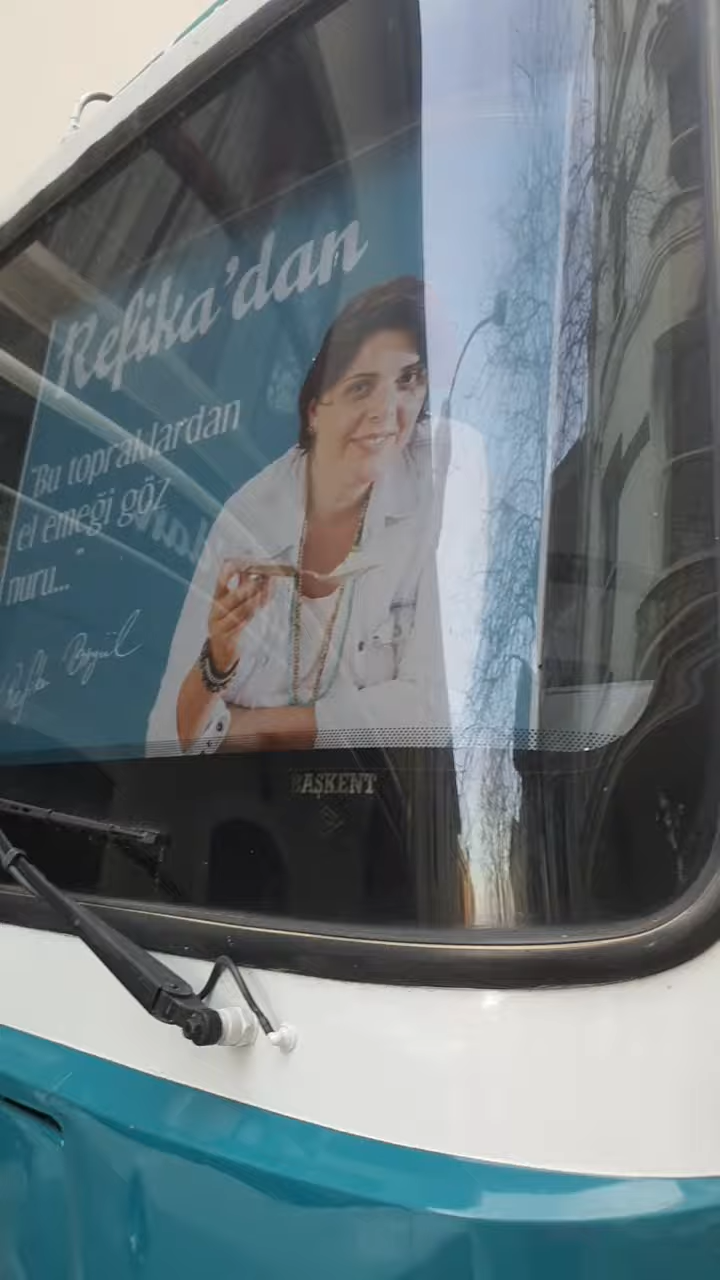 Refika'dan
"Bu topraklardan
el emeği göz
nuru..."
BAŞKENT